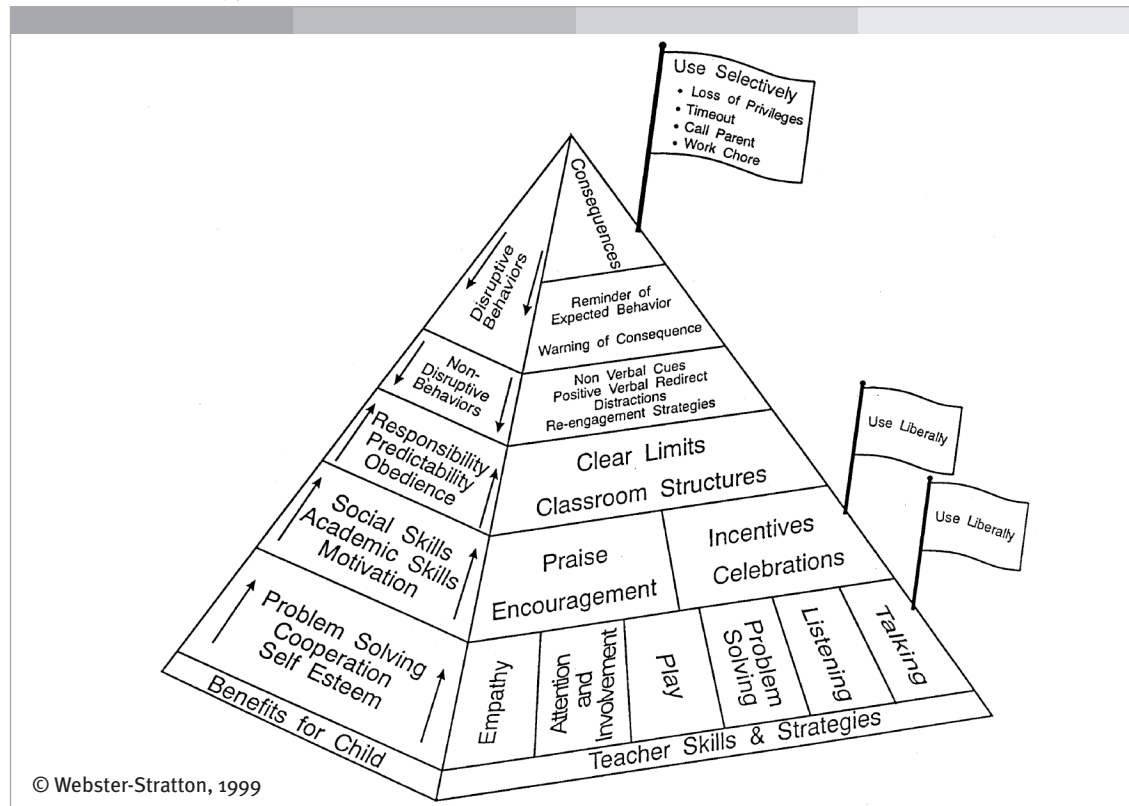 Use Selectively
• Loss of Privileges
• Timeout
• Call Parent
• Work Chore
Consequences
Disruptive
Behaviors
Reminder of
Expected Behavior
Warning of Consequence
Non-
Disruptive
Behaviors
Non Verbal Cues
Positive Verbal Redirect
Distractions
Re-engagement Strategies
Use Liberally
Responsibility
Predictability
Obedience
Clear Limits
Classroom Structures
Use Liberally
Social Skills
Academic Skills
Motivation
Praise
Encouragement
Incentives
Celebrations
Problem Solving
Cooperation
Self Esteem
Empathy
Attention
and
Involvement
Play
Problem
Solving
Listening
Talking
Benefits for Child
Teacher Skills & Strategies
© Webster-Stratton, 1999